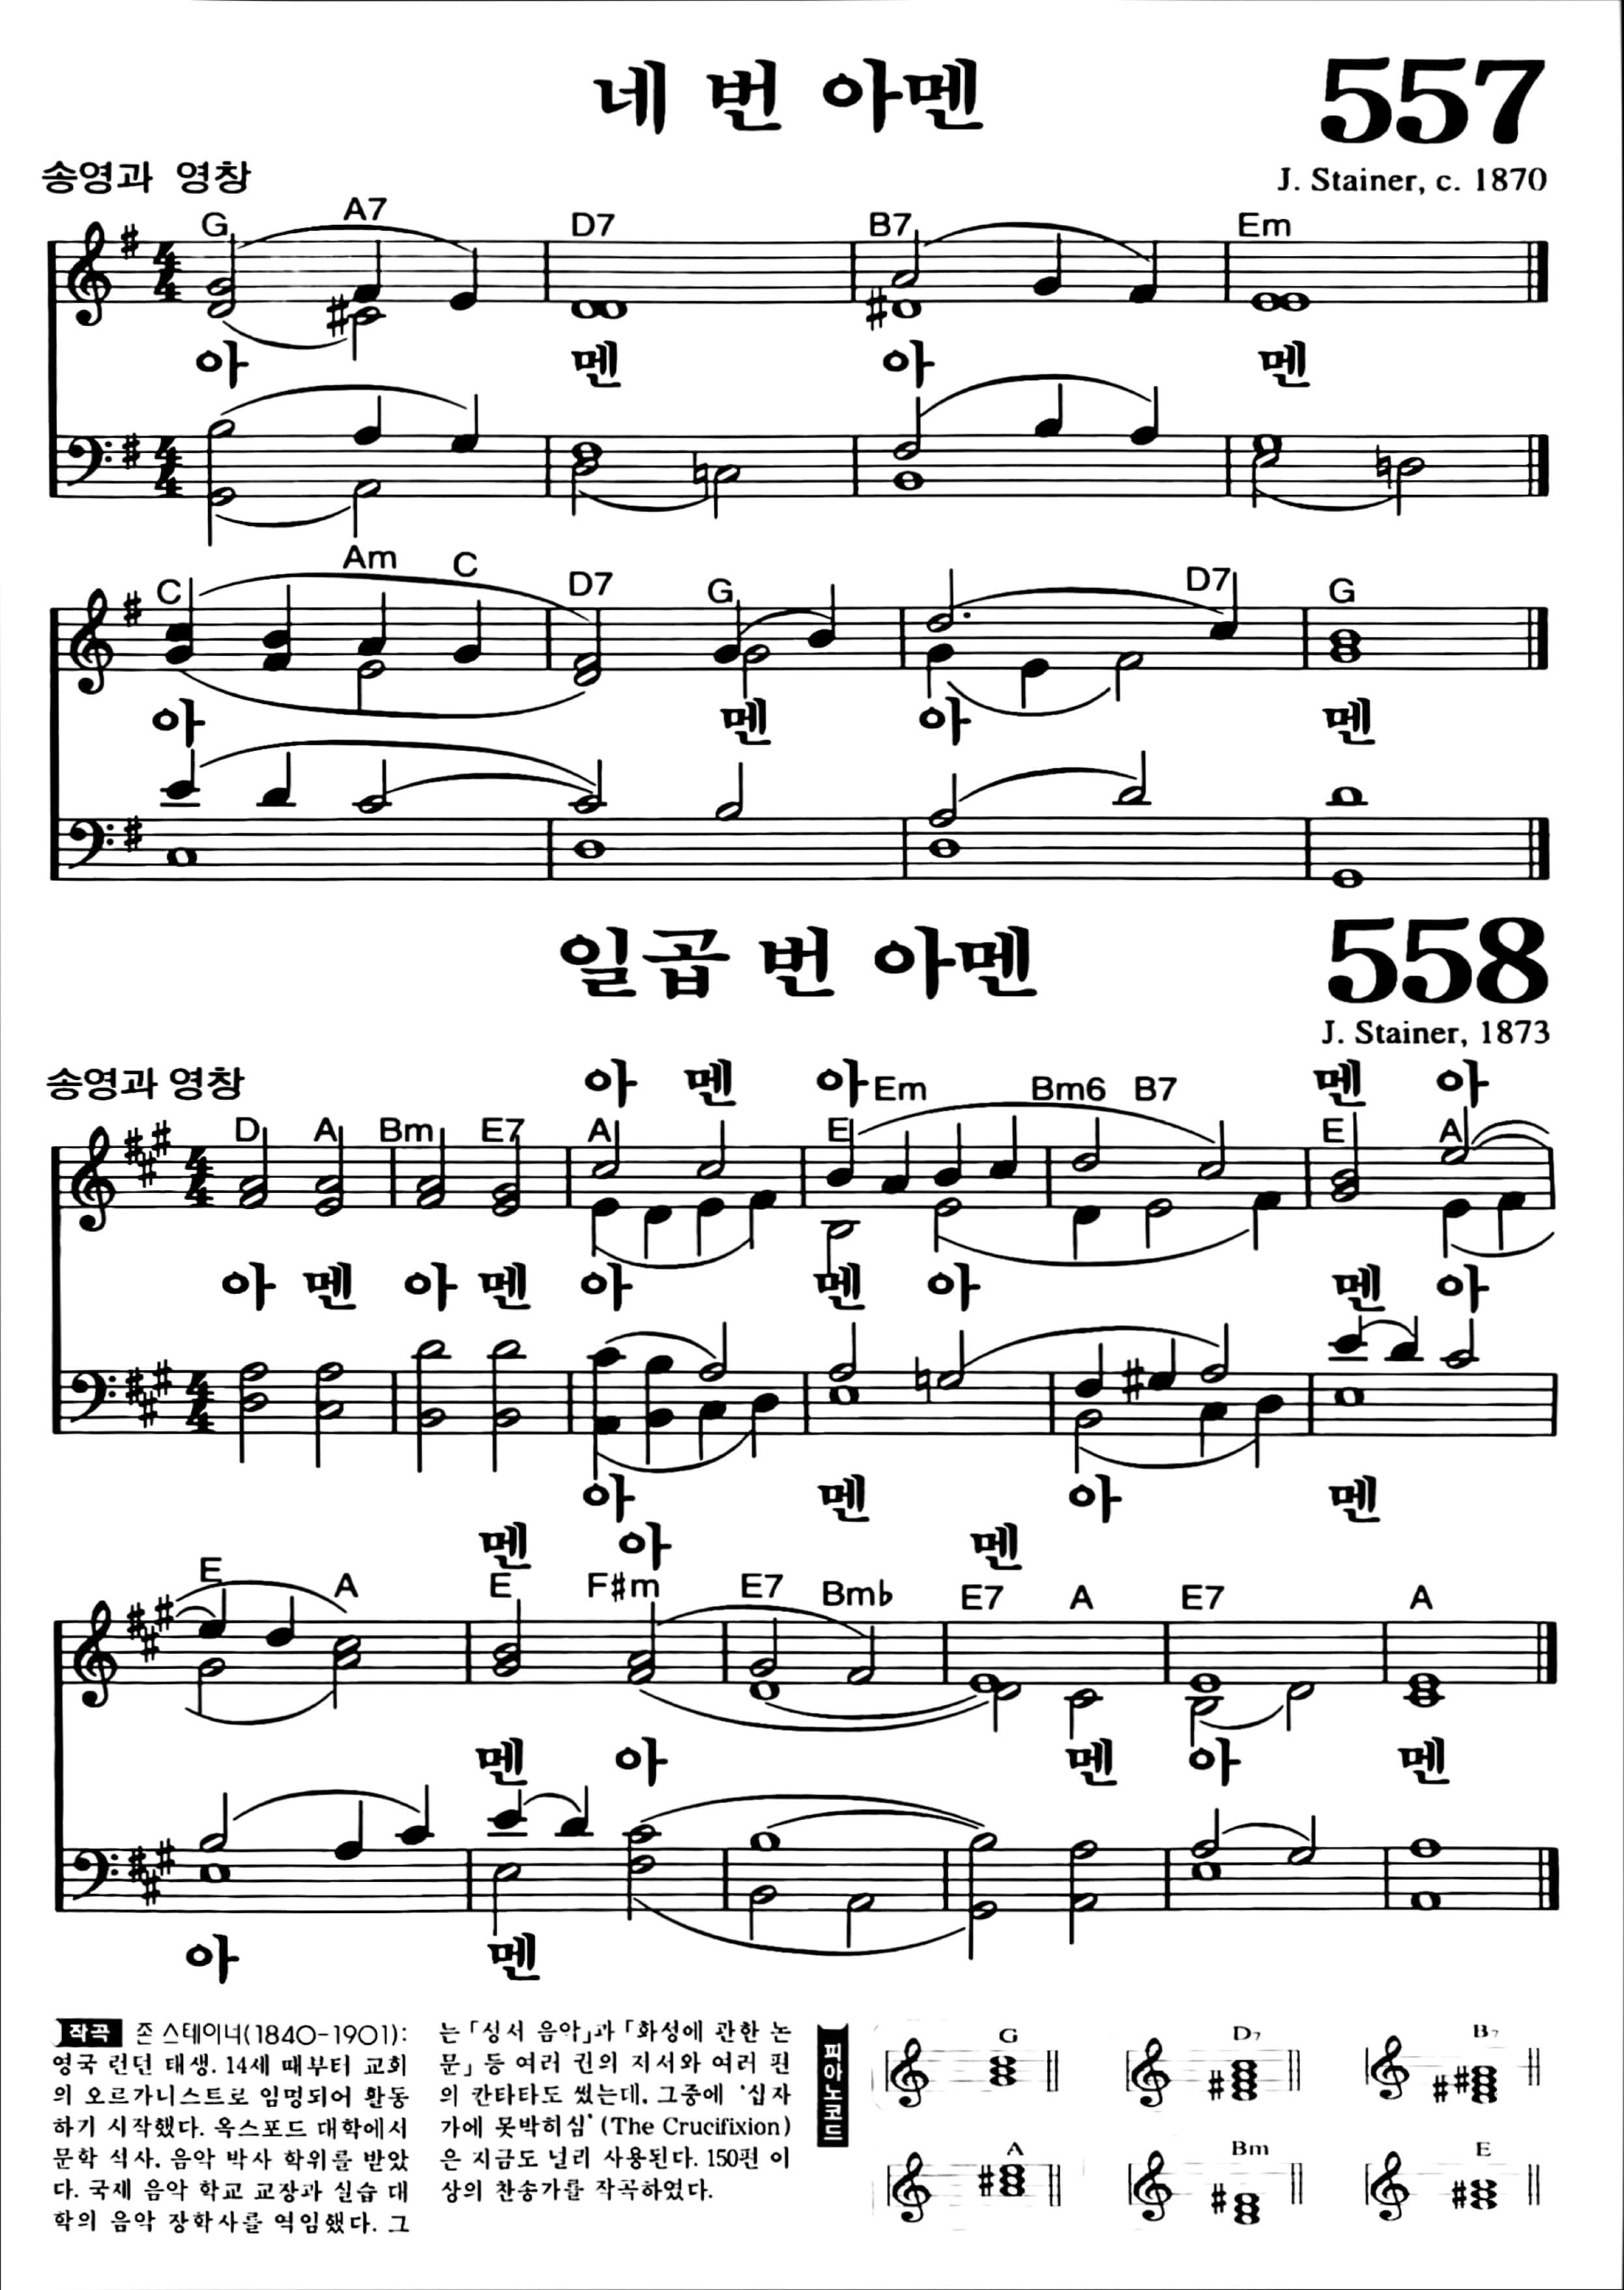 네 번 아멘 557
송영과 영창 J. Stainer, c. 1870
G A7 D7 B7 Em
아 멘 아 멘
C Am C D7 G D7 G
아 멘 아 멘
일곱 번 아멘 558
J. Stainer, 1873
송영과 영창
아 멘 아 멘 아
D A Bm E7 A E Em Bm6 B7 E A
아 멘 아 멘 아 멘 아 멘 아
아 멘 아 멘
멘 아 멘
E A E F#m E7 Bm♭ E7 A E7 A
멘 아 멘 아 멘
아 멘
작곡 존 스테이너(1840-1901):
영국 런던 태생. 14세 때부터 교회
의 오르가니스트로 임명되어 활동
하기 시작했다. 옥스포드 대학에서
문학 석사, 음악 박사 학위를 받았
다. 국제 음악 학교 교장과 실습 대
학의 음악 장학사를 역임했다. 그
는 「성서 음악」과 「화성에 관한 논
문」 등 여러 권의 저서와 여러 편
의 칸타타도 썼는데, 그중에 '십자
가에 못박히심' (The Crucifixion)
은 지금도 널리 사용된다. 150편 이
상의 찬송가를 작곡하였다.
피아노코드
G D7 B7
A Bm E